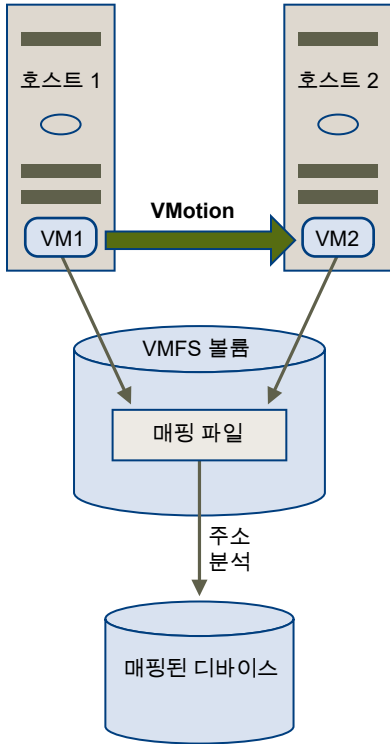 호스트 1
호스트 2
VMotion
VM1
VM2
VMFS 볼륨
매핑 파일
주소
분석
매핑된 디바이스